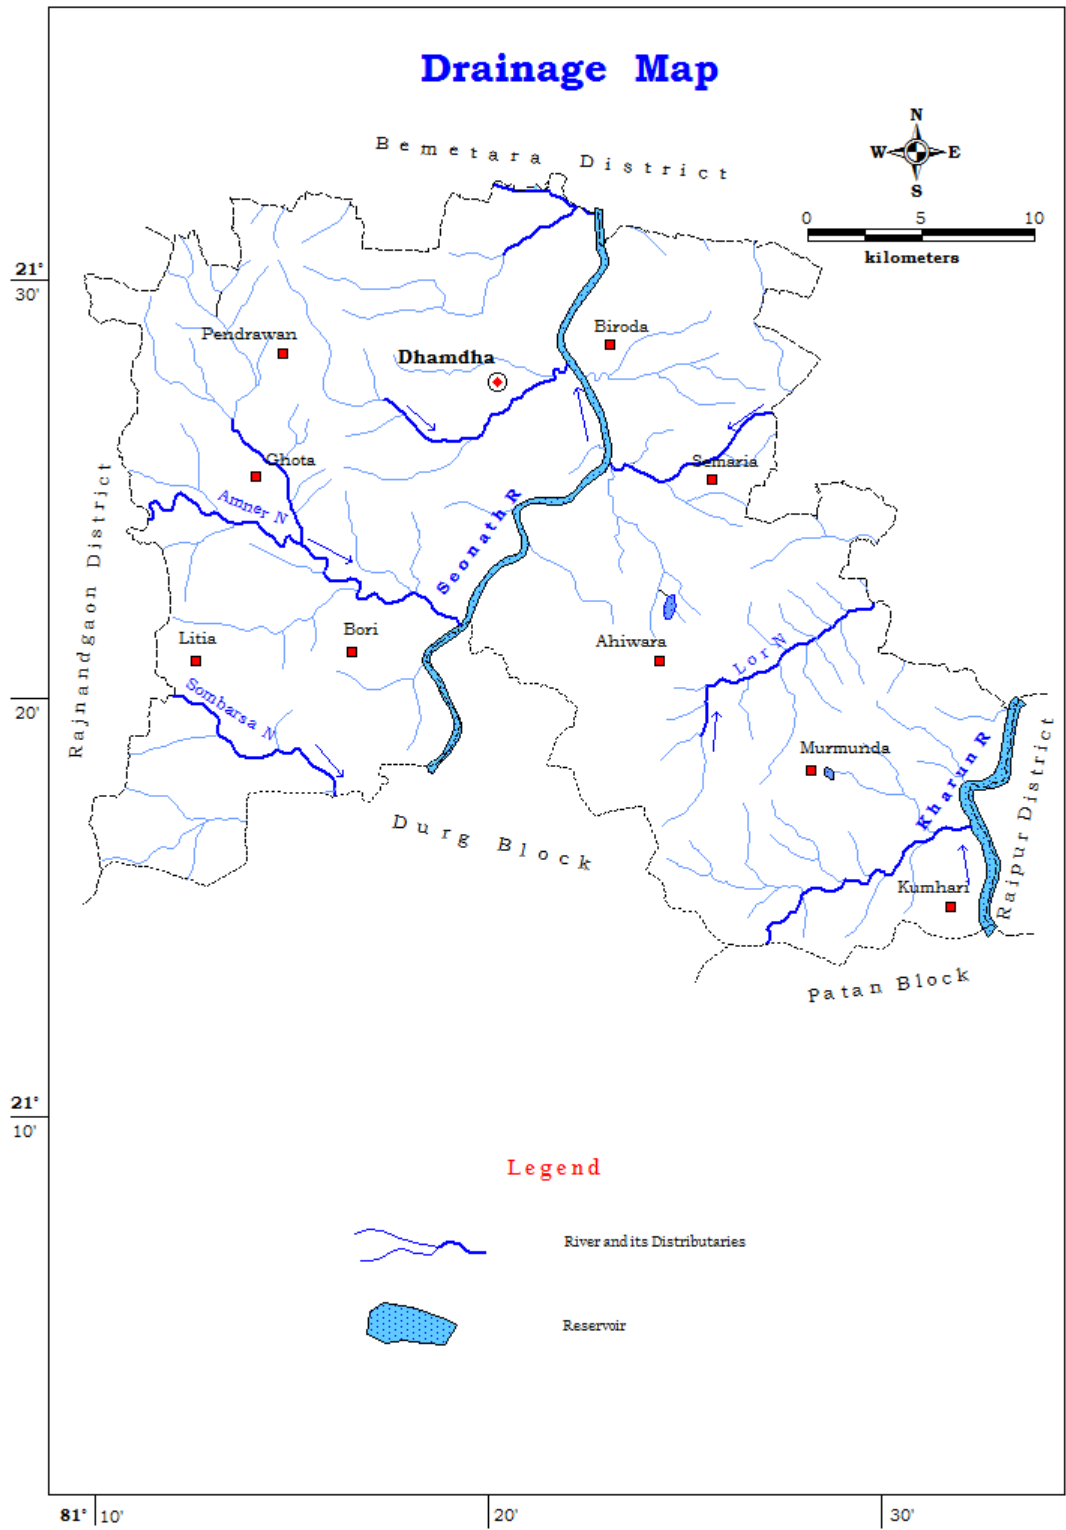 Drainage Map
Bemetara District
N
W E
S
0 5 10
kilometers
21°
30'
Pendrawan
Biroda
Dhamdha
Ghota
Semaria
Amner N
Seonath R
Rajnandgaon District
Litia
Bori
Ahiwara
Lor N
Sombarsa N
20'
Murmunda
Kharun R
Raipur District
Durg Block
Kumhari
Patan Block
21°
10'
Legend
River and its Distributaries
Reservoir
81° 10' 20' 30'